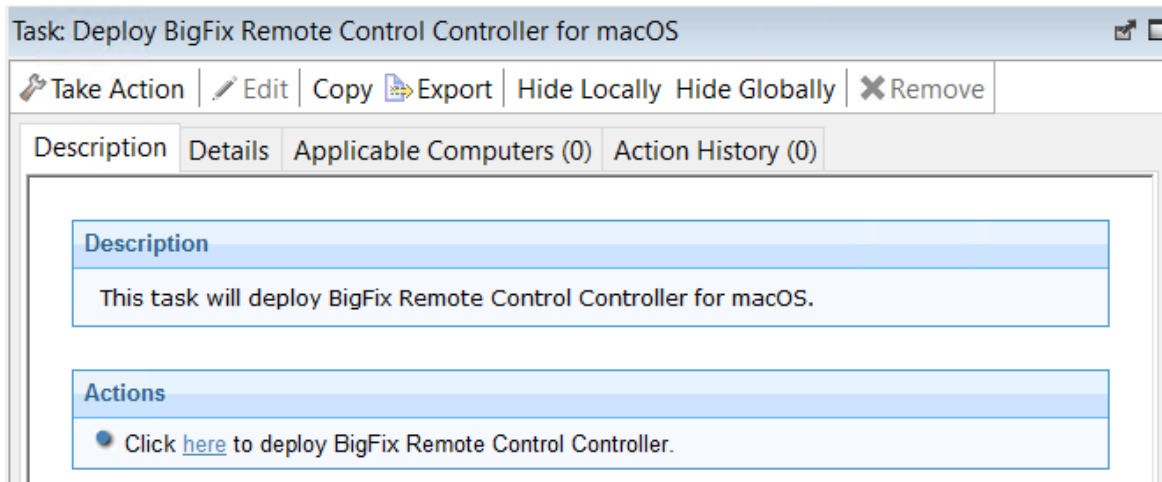 Task: Deploy BigFix Remote Control Controller for macOS
Take Action Edit Copy Export Hide Locally Hide Globally Remove
Description Details Applicable Computers (0) Action History (0)
Description
This task will deploy BigFix Remote Control Controller for macOS.
Actions
Click here to deploy BigFix Remote Control Controller.